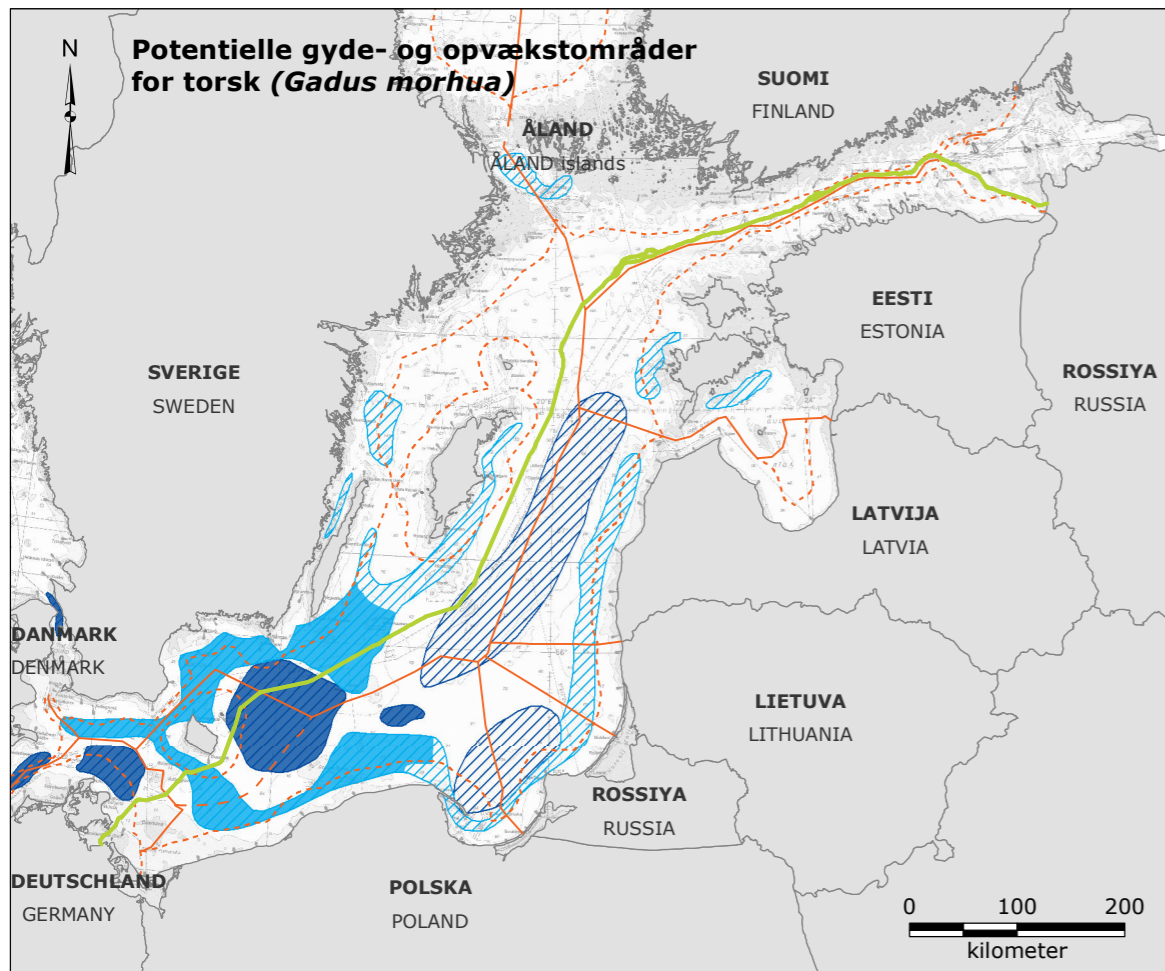 N
Potentielle gyde- og opvækstområder
for torsk (Gadus morhua)
SUOMI
FINLAND
ÅLAND
ÅLAND islands
EESTI
ESTONIA
SVERIGE
SWEDEN
ROSSIYA
RUSSIA
LATVIJA
LATVIA
DANMARK
DENMARK
LIETUVA
LITHUANIA
ROSSIYA
RUSSIA
DEUTSCHLAND
GERMANY
POLSKA
POLAND
0 100 200
kilometer